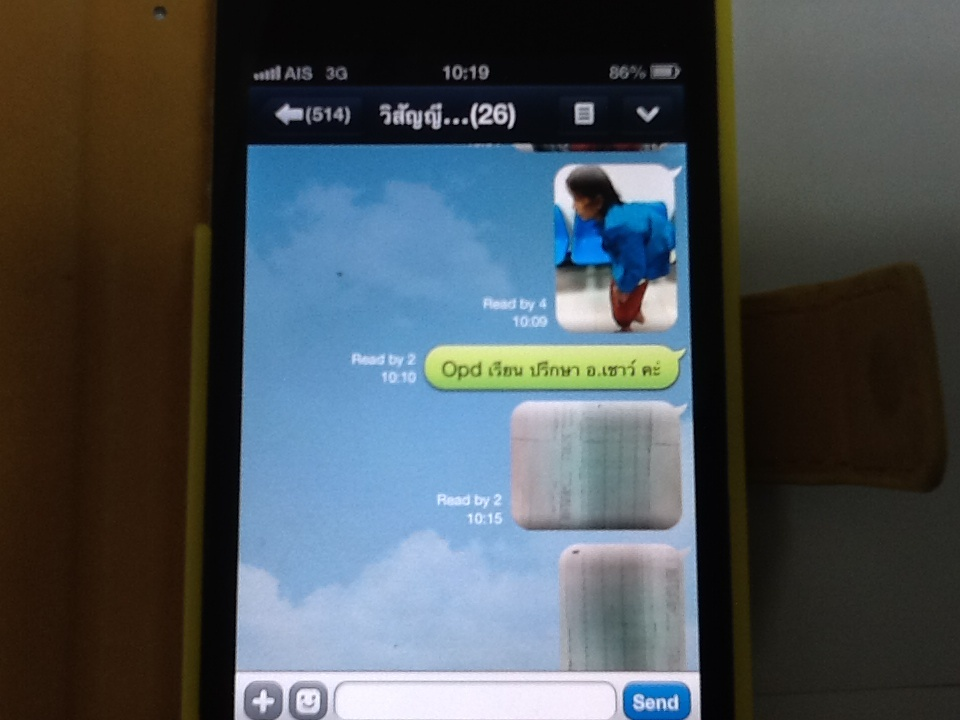 AIS 3G 10:19 86%
(514) วิสัญญี...(26)
Read by 4
10:09
Read by 2
10:10
Opd เรียน ปรึกษา อ.เชาว์ คะ่
Read by 2
10:15
Send